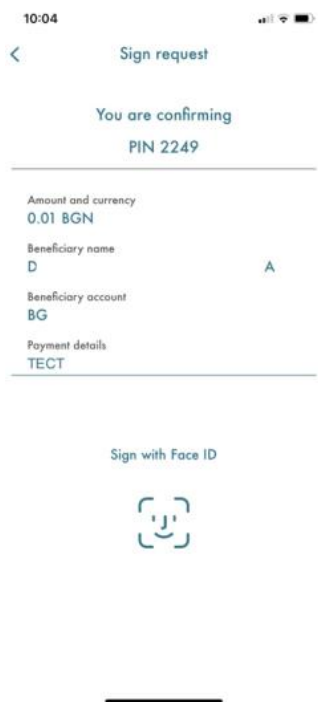 10:04
Sign request
You are confirming
PIN 2249
Amount and currency
0.01 BGN
Beneficiary name
D A
Beneficiary account
BG
Payment details
ТЕСТ
Sign with Face ID